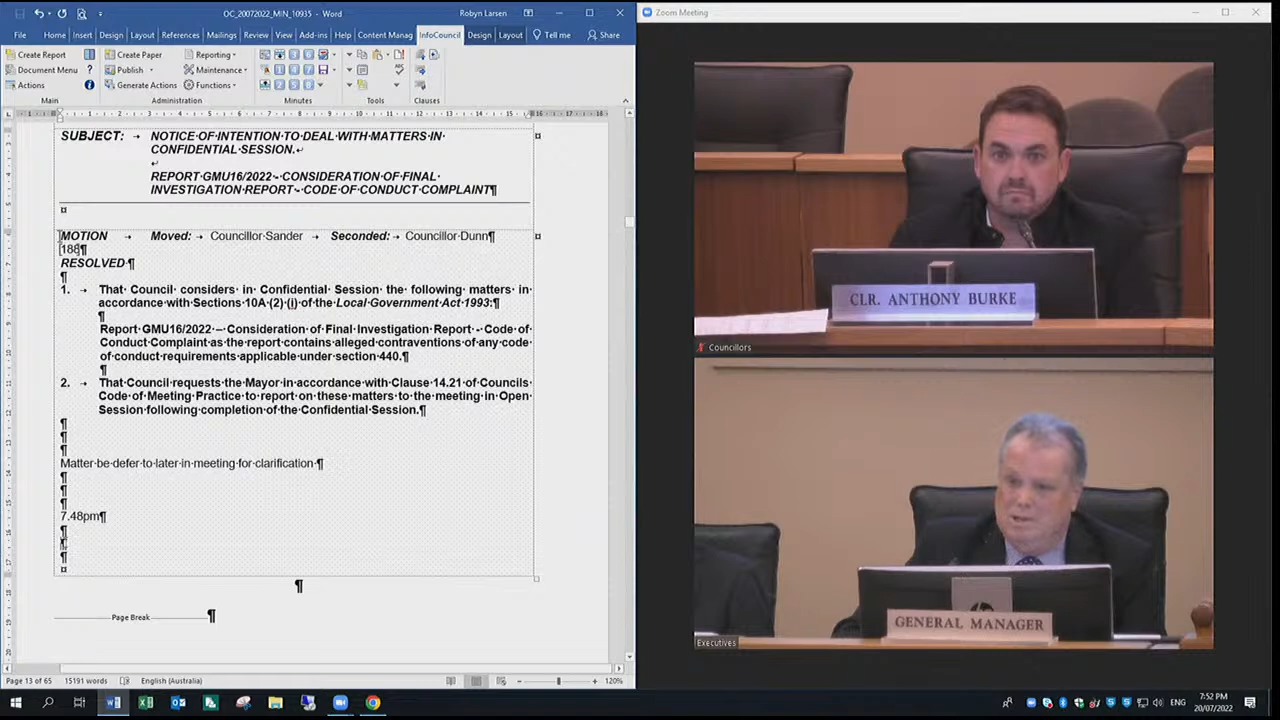 OC_20072022_MIN_10935 - Word
Robyn Larsen
Zoom Meeting
File Home Insert Design Layout References Mailings Review View Add-ins Help Content Manag InfoCouncil Design Layout Tell me Share
Create Report Create Paper Reporting
Document Menu Publish Maintenance
Actions Generate Actions Functions
Main Administration Minutes Tools Clauses
SUBJECT: NOTICE OF INTENTION TO DEAL WITH MATTERS IN
CONFIDENTIAL SESSION.
REPORT GMU16/2022 - CONSIDERATION OF FINAL
INVESTIGATION REPORT - CODE OF CONDUCT COMPLAINT
MOTION Moved: Councillor Sander Seconded: Councillor Dunn
186
RESOLVED
1. That Council considers in Confidential Session the following matters in
accordance with Sections 10A (2) (i) of the Local Government Act 1993:
Report GMU16/2022 – Consideration of Final Investigation Report - Code of
Conduct Complaint as the report contains alleged contraventions of any code
of conduct requirements applicable under section 440.
2. That Council requests the Mayor in accordance with Clause 14.21 of Councils
Code of Meeting Practice to report on these matters to the meeting in Open
Session following completion of the Confidential Session.
Matter be defer to later in meeting for clarification
7.48pm
Page Break
Page 13 of 65 15191 words English (Australia) 120%
CLR. ANTHONY BURKE
Councillors
GENERAL MANAGER
Executives
ENG
7:52 PM
20/07/2022